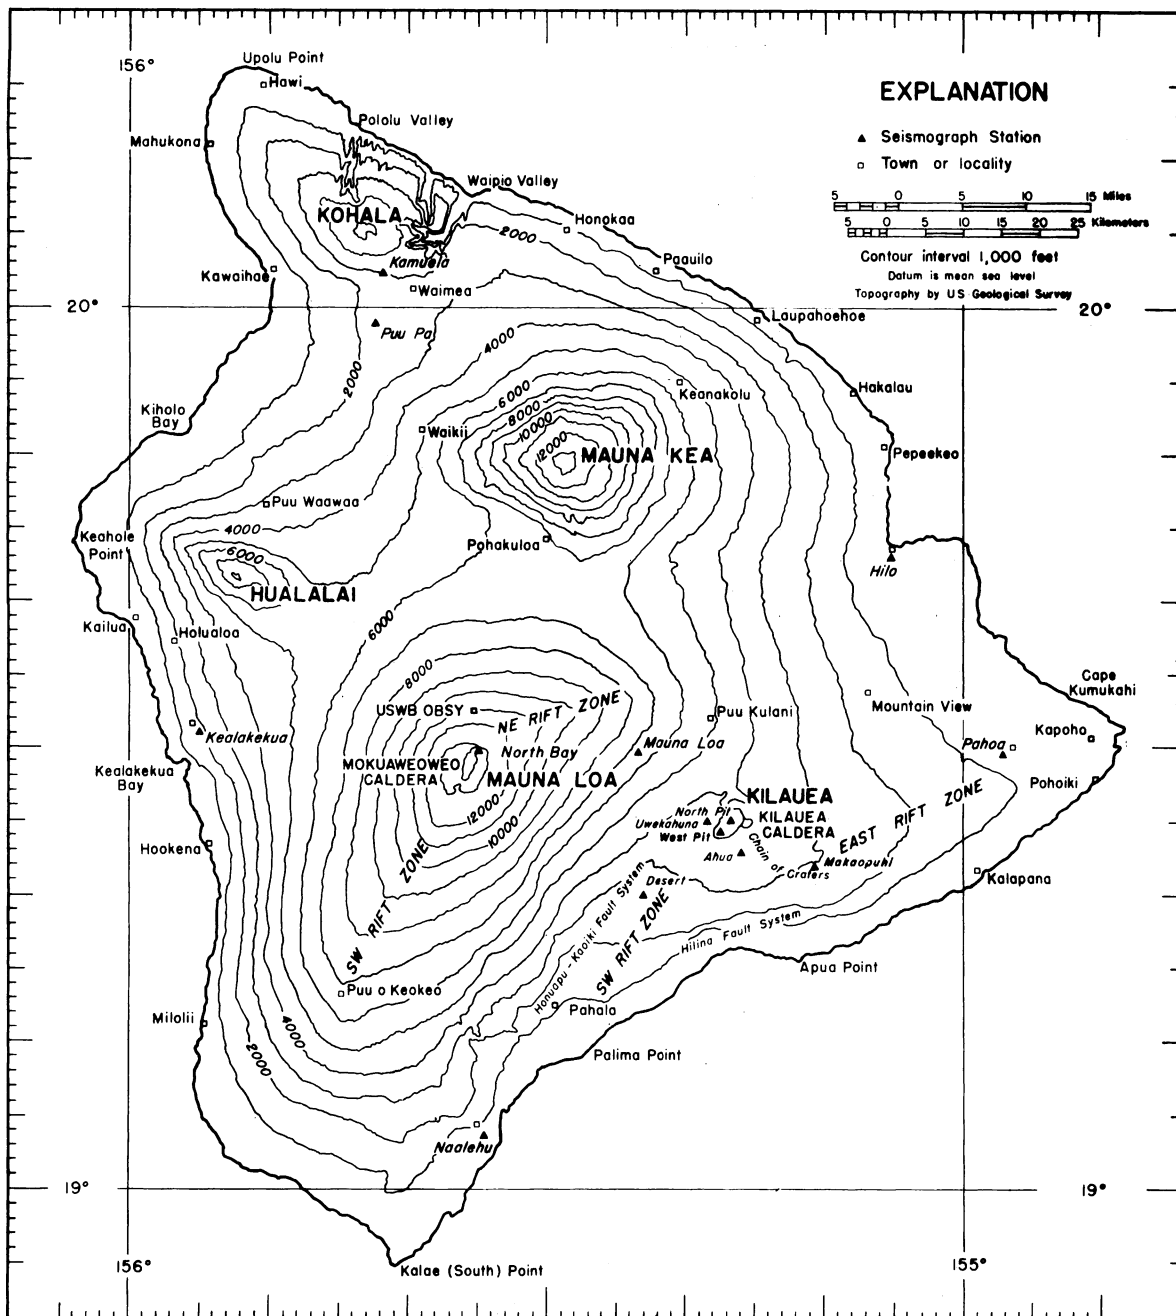 156°
Upolu Point
Hawi
EXPLANATION
Pololu Valley
Seismograph Station
Mahukona
Town or locality
Waipio Valley
5 0 5 10 15 Miles
KOHALA
Honokaa
5 0 5 10 15 20 25 Kilometers
2000
Contour interval 1,000 feet
Kamuela
Paauilo
Kawaihae
Datum is mean sea level
Waimea
Topography by US Geological Survey
20°
20°
Laupahoehoe
Puu Pa
4000
2000
6000
Keanakolu
Hakalau
8000
Kiholo
Bay
10000
Waikii
12000
MAUNA KEA
Pepeekeo
Puu Waawaa
4000
Keahole
Point
Pohakuloa
6000
Hilo
HUALALAI
Kailua
Holualoa
6000
8000
Cape
Kumukahi
USWB OBSY
NE RIFT ZONE
Puu Kulani
Mountain View
Kealakekua
North Bay
Mauna Loa
Pahoa
Kapoho
MOKUAWEOWEO
CALDERA
Kealakekua
Bay
MAUNA LOA
Pohoiki
KILAUEA
12000
North Pit
KILAUEA
CALDERA
EAST RIFT ZONE
Uwekahuna
West Pit
10000
Hookena
Ahua
Chain of Craters
Makaopuhi
Kalapana
Desert
SW RIFT ZONE
Honuapu - Kaoiki Fault System
SW RIFT ZONE
Hilina Fault System
Apua Point
Puu o Keokeo
Pahala
Milolii
4000
2000
Palima Point
Naalehu
19°
19°
156°
155°
Kalae (South) Point